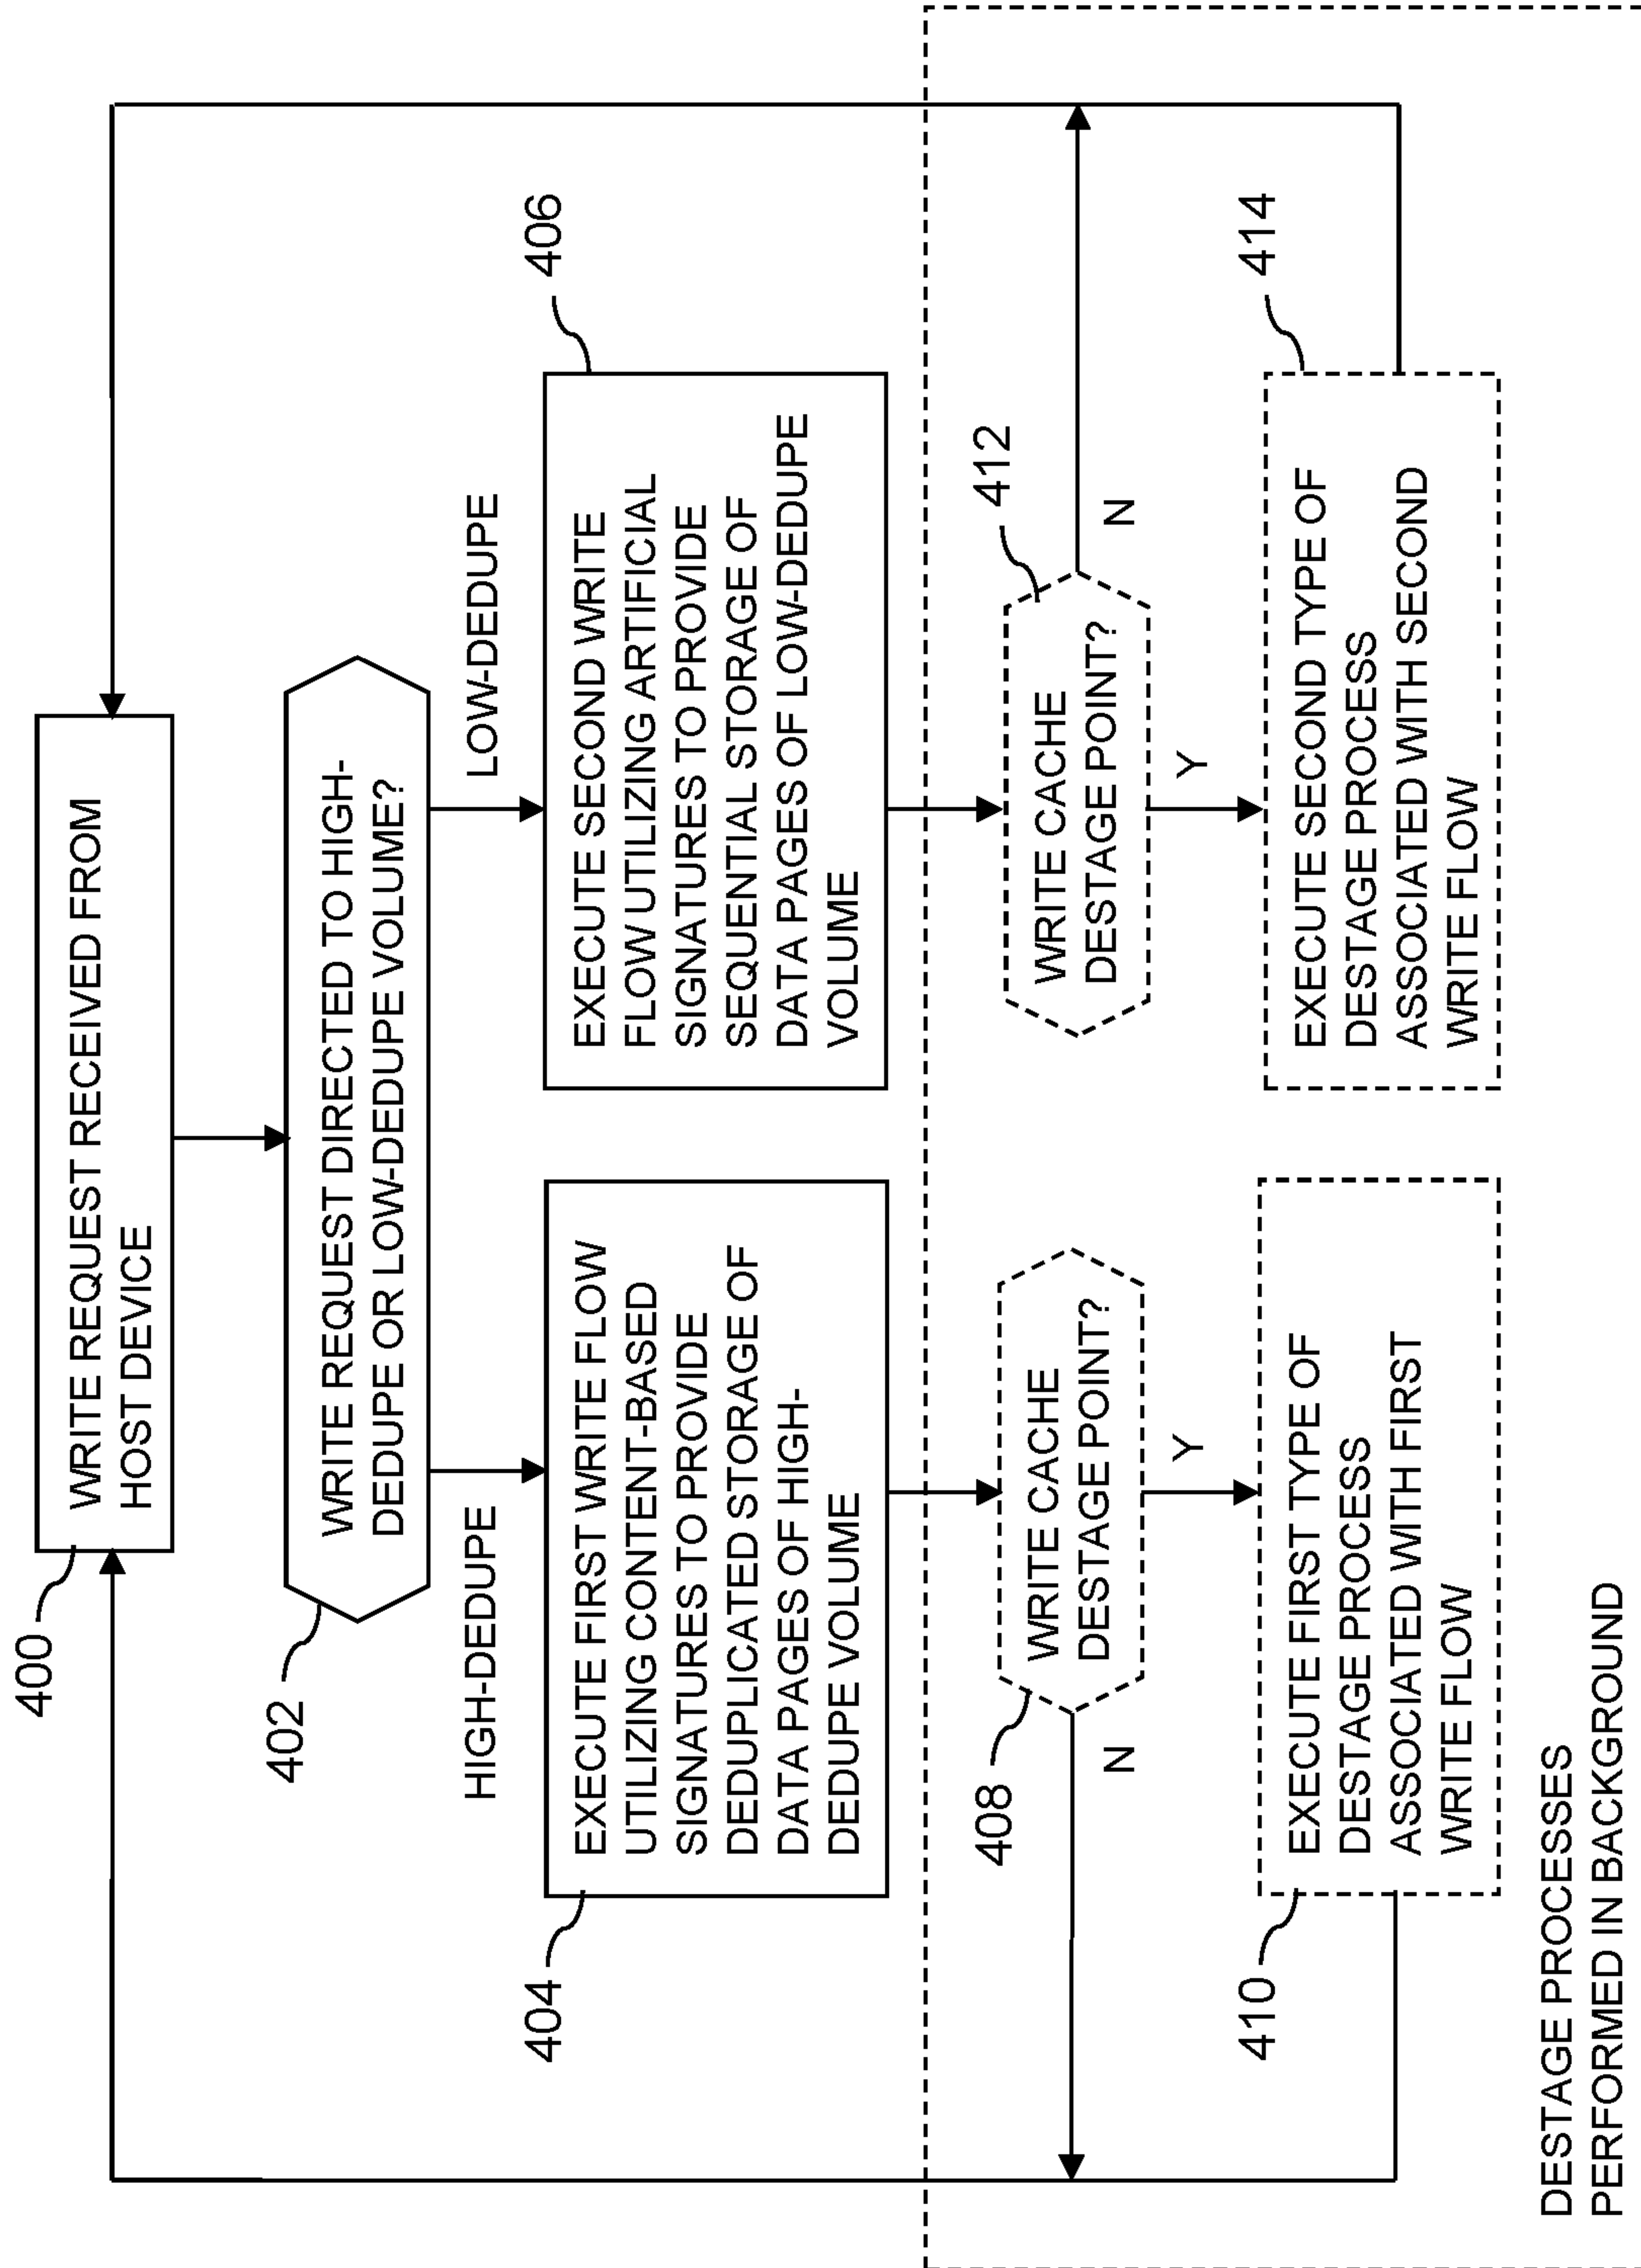 400
WRITE REQUEST RECEIVED FROM
HOST DEVICE
402
WRITE REQUEST DIRECTED TO HIGH-
DEDUPE OR LOW-DEDUPE VOLUME?
HIGH-DEDUPE
LOW-DEDUPE
404
EXECUTE FIRST WRITE FLOW
UTILIZING CONTENT-BASED
SIGNATURES TO PROVIDE
DEDUPLICATED STORAGE OF
DATA PAGES OF HIGH-
DEDUPE VOLUME
406
EXECUTE SECOND WRITE
FLOW UTILIZING ARTIFICIAL
SIGNATURES TO PROVIDE
SEQUENTIAL STORAGE OF
DATA PAGES OF LOW-DEDUPE
VOLUME
408
WRITE CACHE
DESTAGE POINT?
N
Y
412
WRITE CACHE
DESTAGE POINT?
N
Y
410
EXECUTE FIRST TYPE OF
DESTAGE PROCESS
ASSOCIATED WITH FIRST
WRITE FLOW
414
EXECUTE SECOND TYPE OF
DESTAGE PROCESS
ASSOCIATED WITH SECOND
WRITE FLOW
DESTAGE PROCESSES
PERFORMED IN BACKGROUND